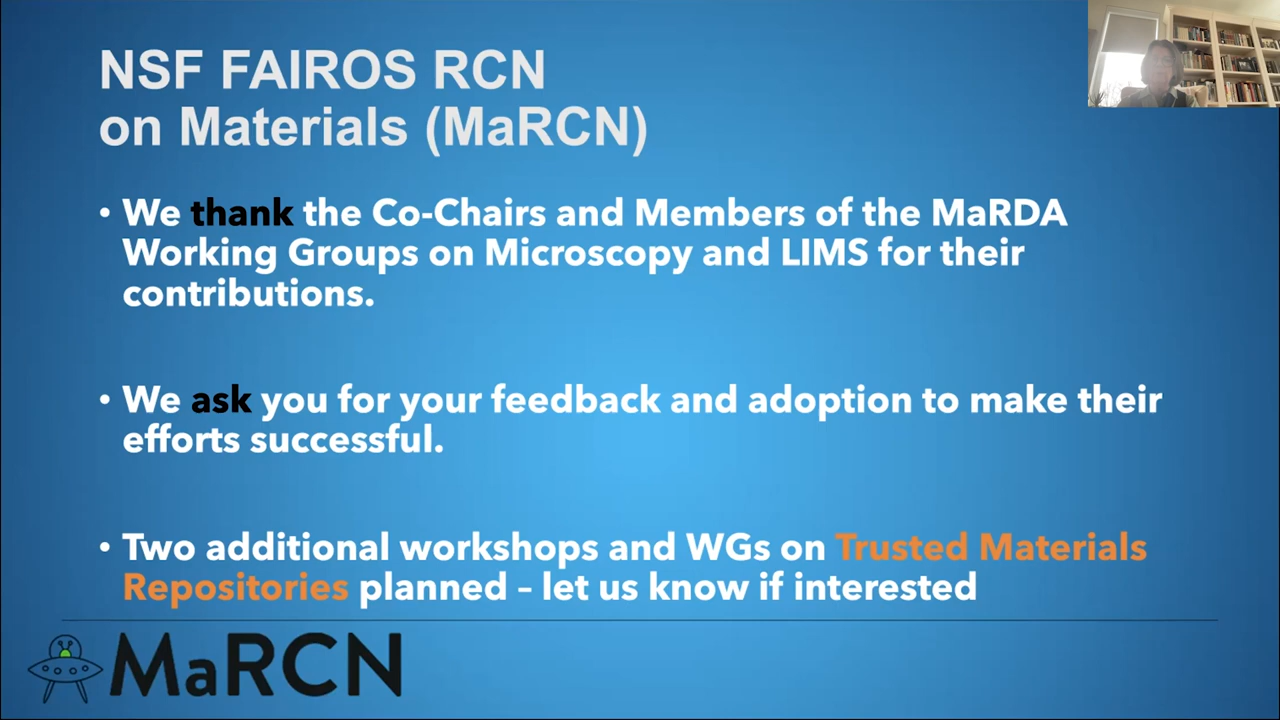 NSF FAIROS RCN
on Materials (MaRCN)
• We thank the Co-Chairs and Members of the MaRDA
Working Groups on Microscopy and LIMS for their
contributions.
• We ask you for your feedback and adoption to make their
efforts successful.
• Two additional workshops and WGs on Trusted Materials
Repositories planned – let us know if interested
MaRCN